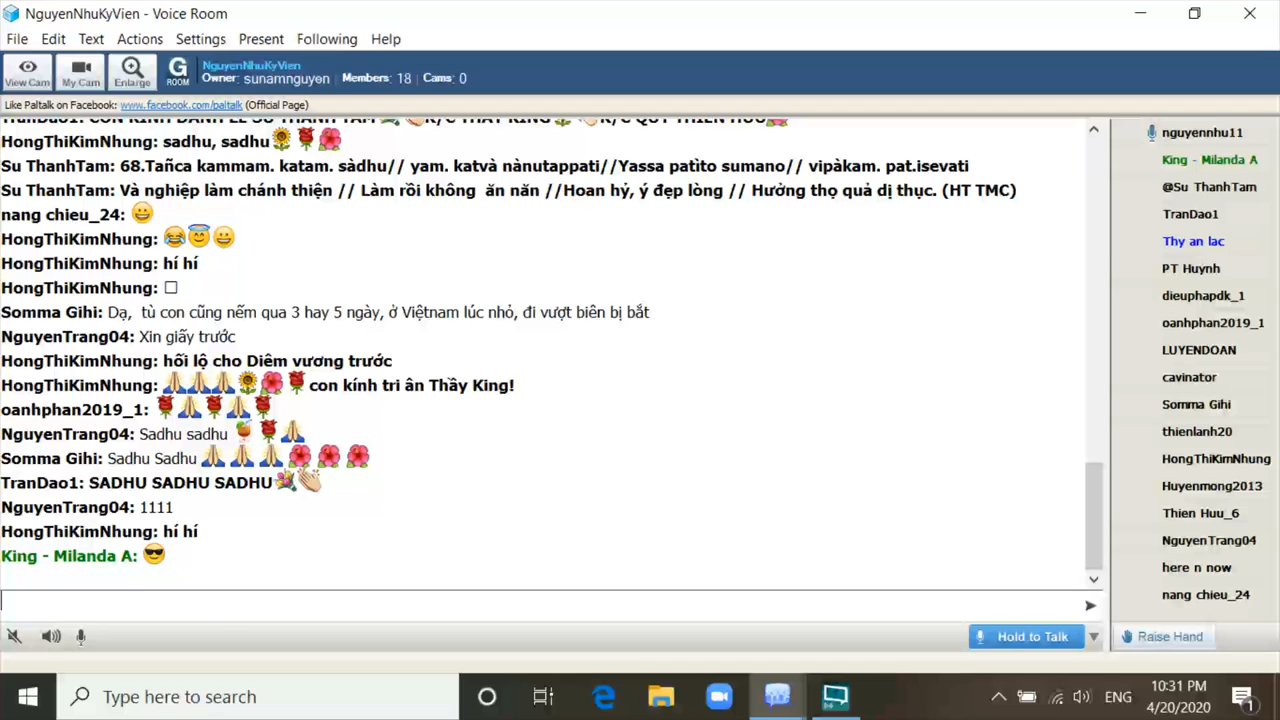 NguyenNhuKyVien - Voice Room
File Edit Text Actions Settings Present Following Help
View Cam My Cam Enlarge G ROOM NguyenNhuKyVien
Owner: sunamnguyen Members: 18 Cams: 0
Like Paltalk on Facebook: www.facebook.com/paltalk (Official Page)
HongThiKimNhung: sadhu, sadhu🌻🌹🌺
Su ThanhTam: 68.Tañca kammam. katam. sàdhu// yam. katvà nànutappati//Yassa patìto sumano// vipàkam. pat.isevati
Su ThanhTam: Và nghiệp làm chánh thiện // Làm rồi không ăn năn //Hoan hỷ, ý đẹp lòng // Hưởng thọ quả dị thục. (HT TMC)
nang chieu_24: 😀
HongThiKimNhung: 😂😇😀
HongThiKimNhung: hí hí
HongThiKimNhung: □
Somma Gihi: Dạ, tù con cũng nếm qua 3 hay 5 ngày, ở Việtnam lúc nhỏ, đi vượt biên bị bắt
NguyenTrang04: Xin giấy trước
HongThiKimNhung: hối lộ cho Diêm vương trước
HongThiKimNhung: 🙏🙏🙏🌻🌺🌹con kính tri ân Thầy King!
oanhphan2019_1: 🌹🙏🌹🙏🌹
NguyenTrang04: Sadhu sadhu 🍹🌹🙏
Somma Gihi: Sadhu Sadhu 🙏🙏🙏🌺🌺🌺
TranDao1: SADHU SADHU SADHU💐👏
NguyenTrang04: 1111
HongThiKimNhung: hí hí
King - Milanda A: 😎
nguyennhu11
King - Milanda A
@Su ThanhTam
TranDao1
Thy an lac
PT Huynh
dieuphapdk_1
oanhphan2019_1
LUYENDOAN
cavinator
Somma Gihi
thienlanh20
HongThiKimNhung
Huyenmong2013
Thien Huu_6
NguyenTrang04
here n now
nang chieu_24
Hold to Talk
Raise Hand
Type here to search
ENG
10:31 PM
4/20/2020
1